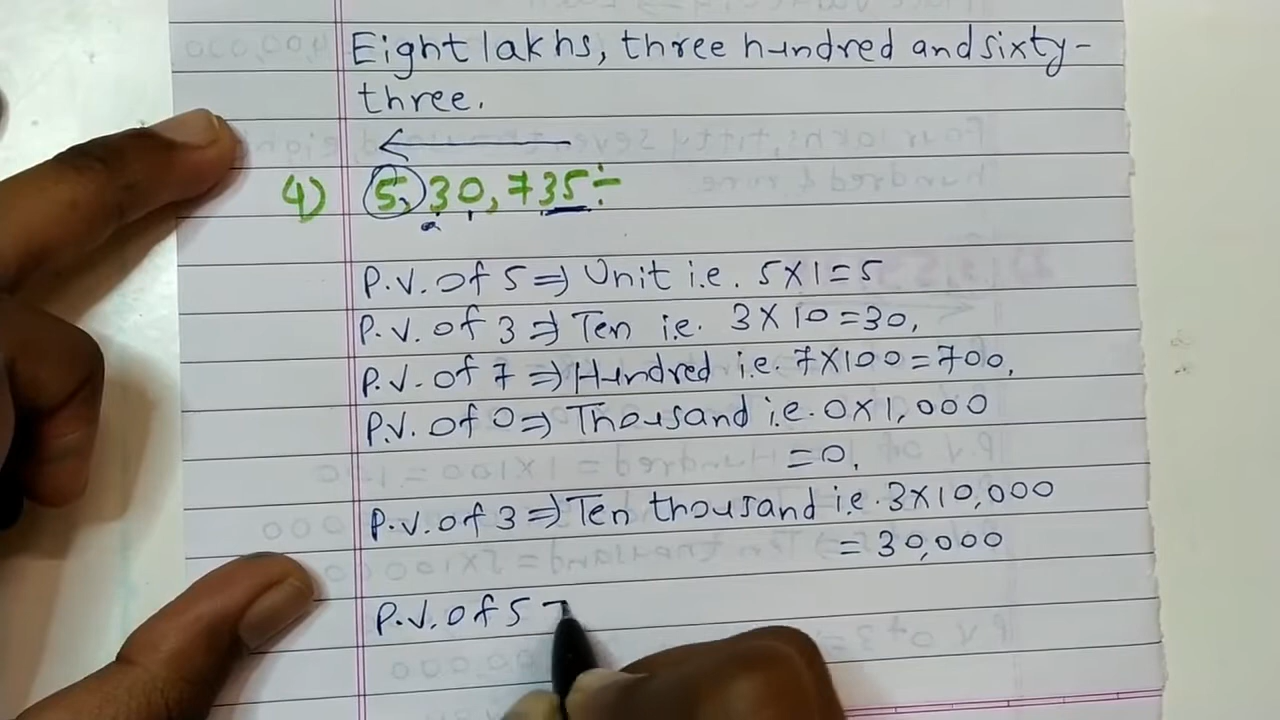 Eight lakhs, three hundred and sixty-
three.
4) 5,30,735÷
P.V. of 5 ⇒ Unit i.e. 5×1=5
P.V. of 3 ⇒ Ten i.e. 3×10=30,
P.V. of 7 ⇒ Hundred i.e. 7×100=700,
P.V. of 0 ⇒ Thousand i.e. 0×1,000
=0,
P.V. of 3 ⇒ Ten thousand i.e. 3×10,000
= 30,000
P.V. of 5